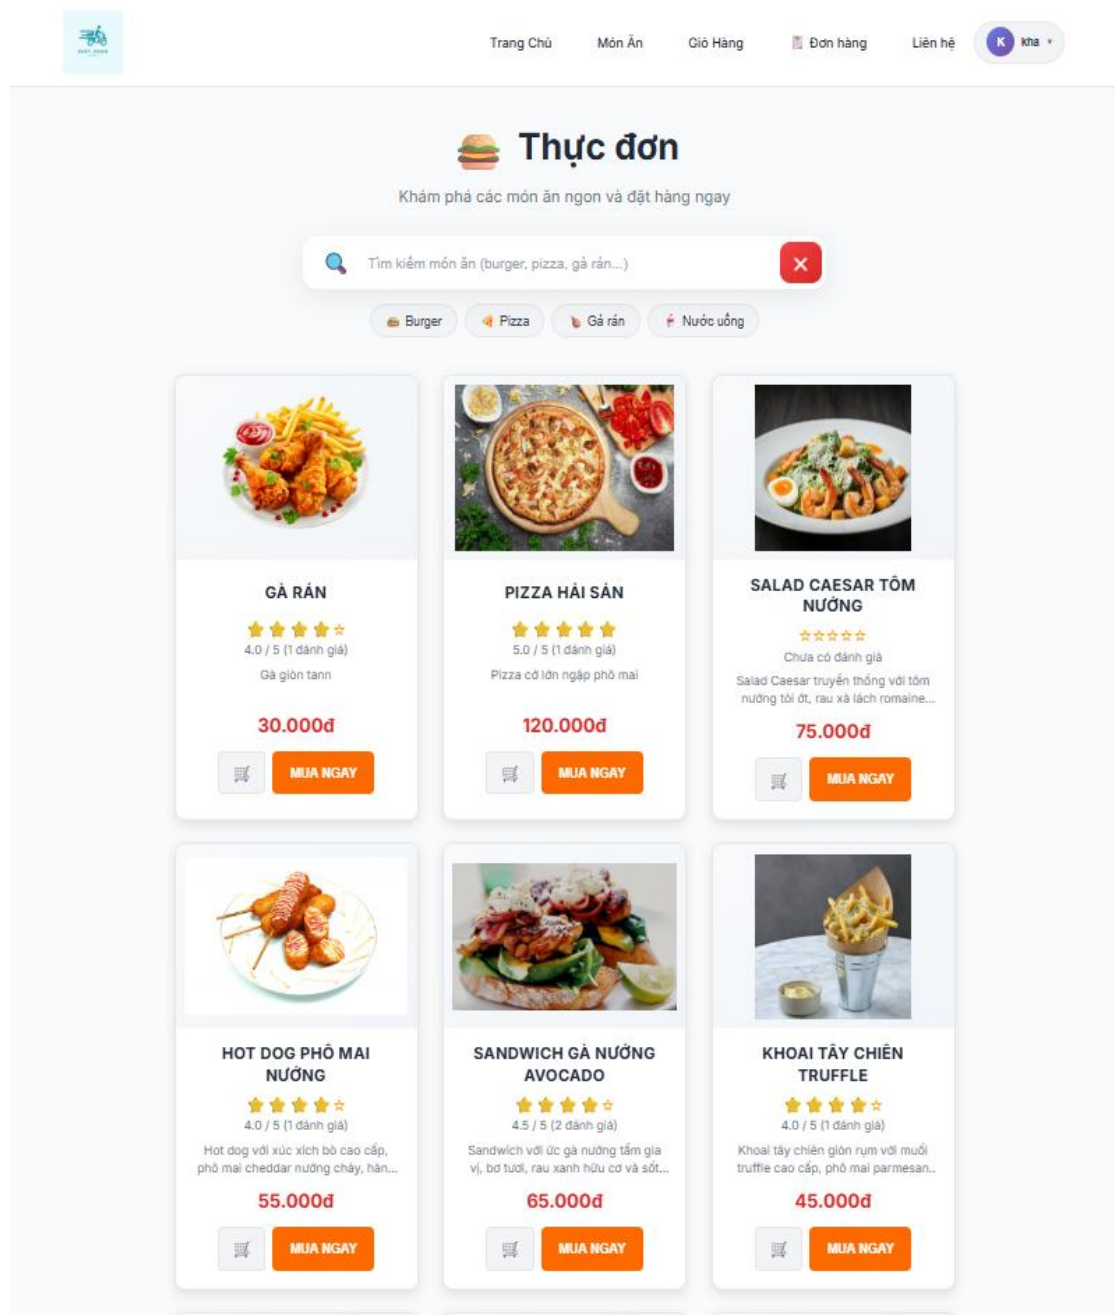 Trang Chủ Món Ăn Giỏ Hàng Đơn hàng Liên hệ K kha
Thực đơn
Khám phá các món ăn ngon và đặt hàng ngay
Tìm kiếm món ăn (burger, pizza, gà rán...)
Burger Pizza Gà rán Nước uống
GÀ RÁN
4.0 / 5 (1 đánh giá)
Gà giòn tann
30.000đ
MUA NGAY
PIZZA HẢI SẢN
5.0 / 5 (1 đánh giá)
Pizza cỡ lớn ngập phô mai
120.000đ
MUA NGAY
SALAD CAESAR TÔM
NƯỚNG
Chưa có đánh giá
Salad Caesar truyền thống với tôm
nướng tỏi ớt, rau xà lách romaine...
75.000đ
MUA NGAY
HOT DOG PHÔ MAI
NƯỚNG
4.0 / 5 (1 đánh giá)
Hot dog với xúc xích bò cao cấp,
phô mai cheddar nướng chảy, hàn...
55.000đ
MUA NGAY
SANDWICH GÀ NƯỚNG
AVOCADO
4.5 / 5 (2 đánh giá)
Sandwich với ức gà nướng tẩm gia
vị, bơ tươi, rau xanh hữu cơ và sốt...
65.000đ
MUA NGAY
KHOAI TÂY CHIÊN
TRUFFLE
4.0 / 5 (1 đánh giá)
Khoai tây chiên giòn rụm với muối
truffle cao cấp, phô mai parmesan..
45.000đ
MUA NGAY